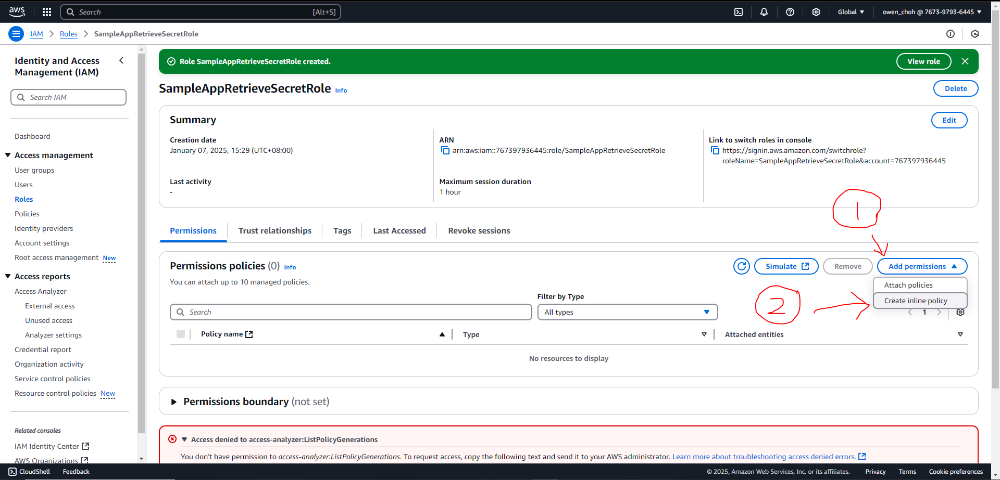 aws
Search [Alt+S]
Global owen_choh @ 7673-9793-6445
IAM Roles SampleAppRetrieveSecretRole
Identity and Access
Management (IAM)
Search IAM
Dashboard
Access management
User groups
Users
Roles
Policies
Identity providers
Account settings
Root access management New
Access reports
Access Analyzer
External access
Unused access
Analyzer settings
Credential report
Organization activity
Service control policies
Resource control policies New
Related consoles
IAM Identity Center
AWS Organizations
Role SampleAppRetrieveSecretRole created.
View role
SampleAppRetrieveSecretRole Info
Delete
Summary
Edit
Creation date
January 07, 2025, 15:29 (UTC+08:00)
Last activity
-
ARN
arn:aws:iam::767397936445:role/SampleAppRetrieveSecretRole
Maximum session duration
1 hour
Link to switch roles in console
https://signin.aws.amazon.com/switchrole?
roleName=SampleAppRetrieveSecretRole&account=767397936445
1
Permissions Trust relationships Tags Last Accessed Revoke sessions
Permissions policies (0) Info
You can attach up to 10 managed policies.
Simulate Remove Add permissions
Attach policies
Create inline policy
2
Filter by Type
Search
All types
1
Policy name Type Attached entities
No resources to display
Permissions boundary (not set)
Access denied to access-analyzer:ListPolicyGenerations
You don't have permission to access-analyzer:ListPolicyGenerations. To request access, copy the following text and send it to your AWS administrator. Learn more about troubleshooting access denied errors.
CloudShell Feedback
© 2025, Amazon Web Services, Inc. or its affiliates. Privacy Terms Cookie preferences